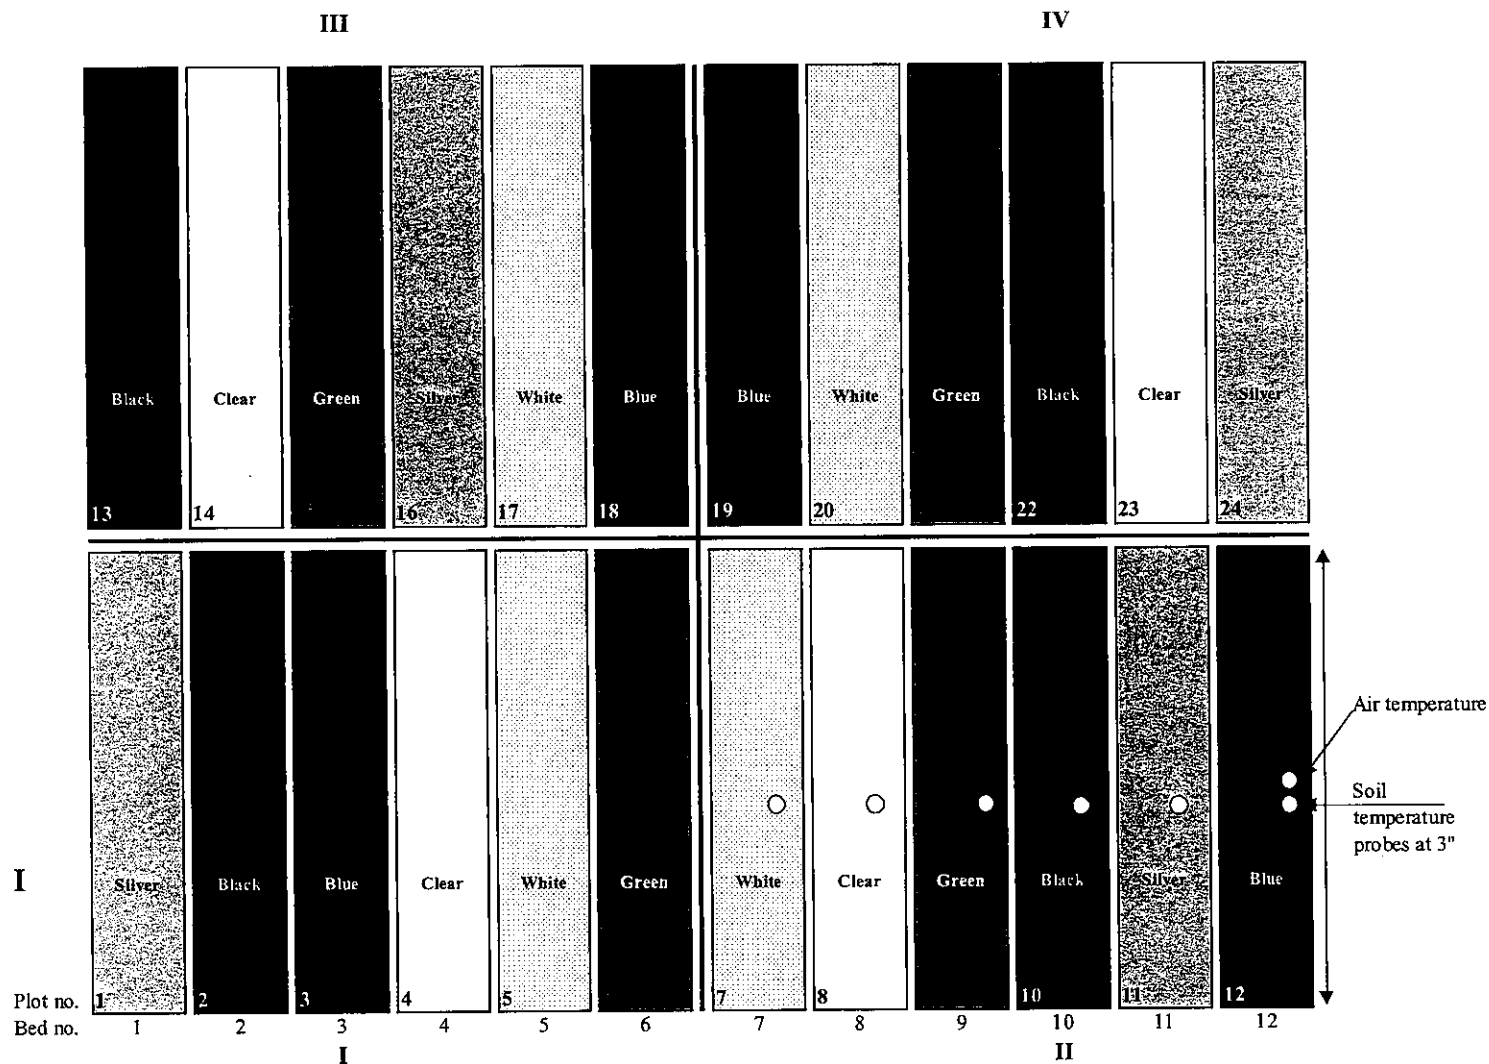 III IV
Black Clear Green Silver White Blue Blue White Green Black Clear Silver
13 14 16 17 18 19 20 22 23 24
Air temperature
Soil
temperature
probes at 3"
I
Silver Black Blue Clear White Green White Clear Green Black Silver Blue
Plot no. 1 2 3 4 5 7 8 10 11 12
Bed no. 1 2 3 4 5 6 7 8 9 10 11 12
I II